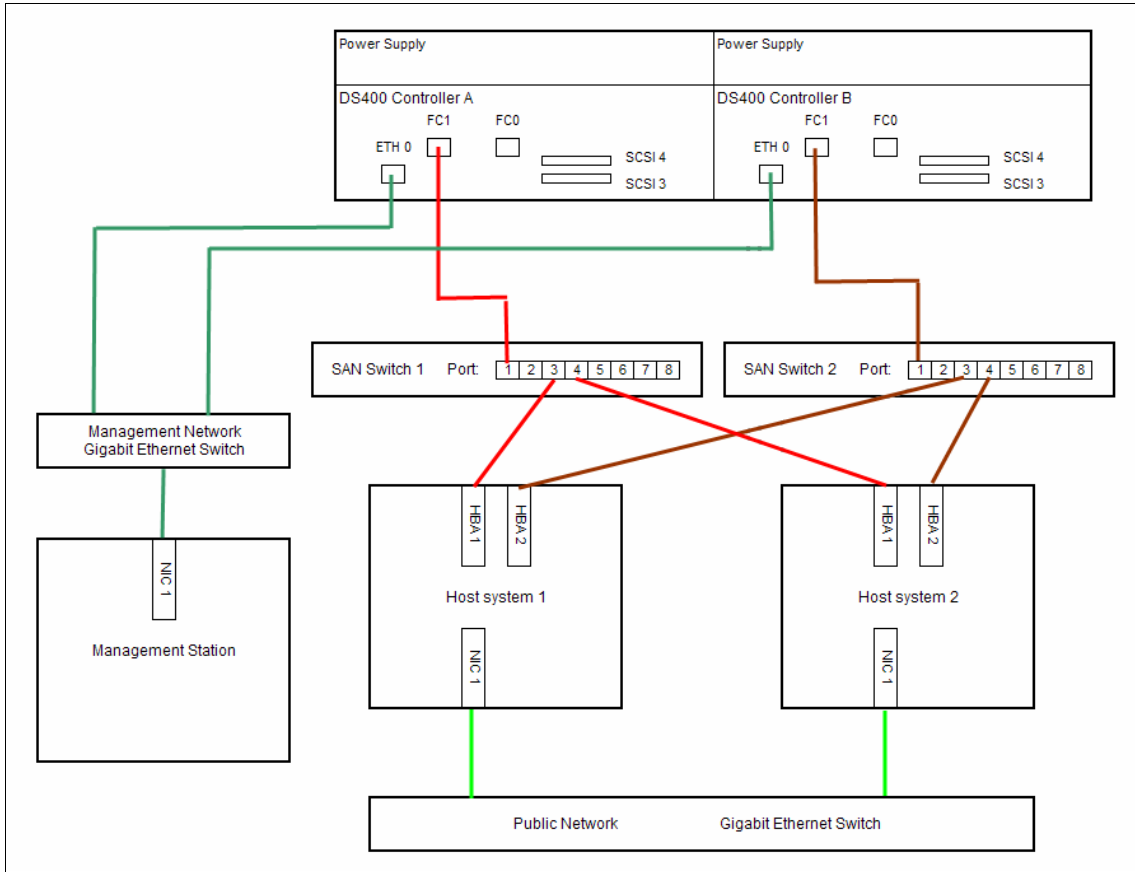 Power Supply
Power Supply
DS400 Controller A
DS400 Controller B
FC1
FC0
FC1
FC0
ETH 0
ETH 0
SCSI 4
SCSI 3
SCSI 4
SCSI 3
SAN Switch 1 Port: 1 2 3 4 5 6 7 8
SAN Switch 2 Port: 1 2 3 4 5 6 7 8
Management Network
Gigabit Ethernet Switch
HBA 1
HBA 2
HBA 1
HBA 2
NIC 1
Host system 1
Host system 2
Management Station
NIC 1
NIC 1
Public Network Gigabit Ethernet Switch